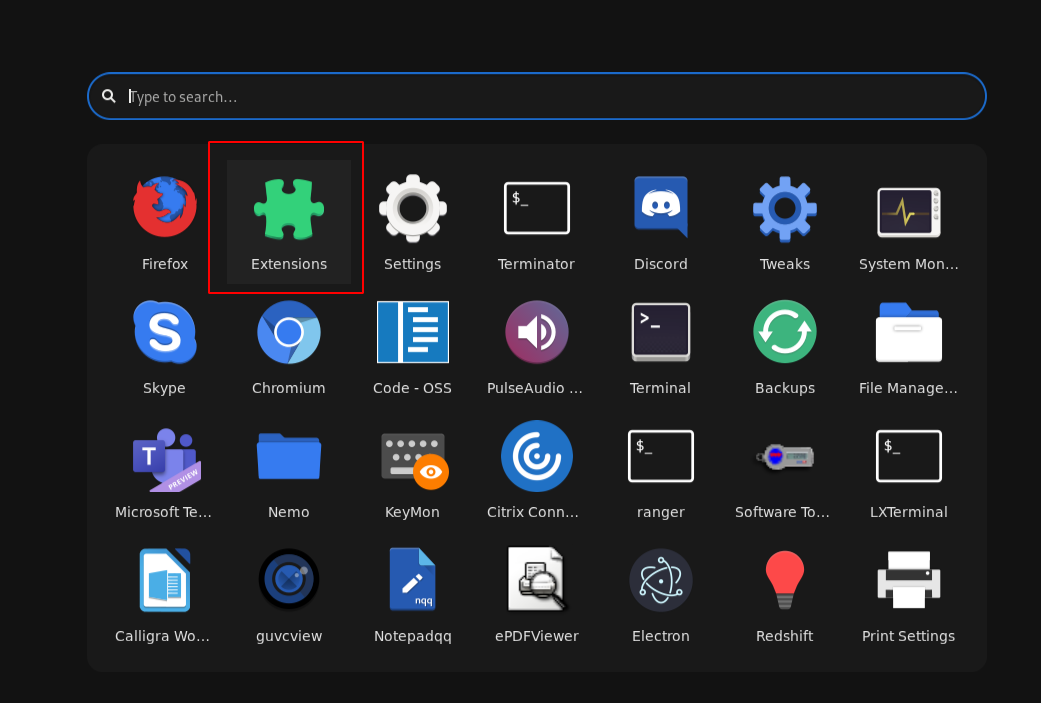 Type to search...
Firefox
Extensions
Settings
$_
Terminator
Discord
Tweaks
System Mon...
S
Skype
Chromium
Code - OSS
PulseAudio ...
>_
Terminal
Backups
File Manage...
T
PREVIEW
Microsoft Te...
Nemo
KeyMon
Citrix Conn...
$_
ranger
Software To...
$_
LXTerminal
Calligra Wo...
guvcview
nqq
Notepadqq
ePDFViewer
Electron
Redshift
Print Settings